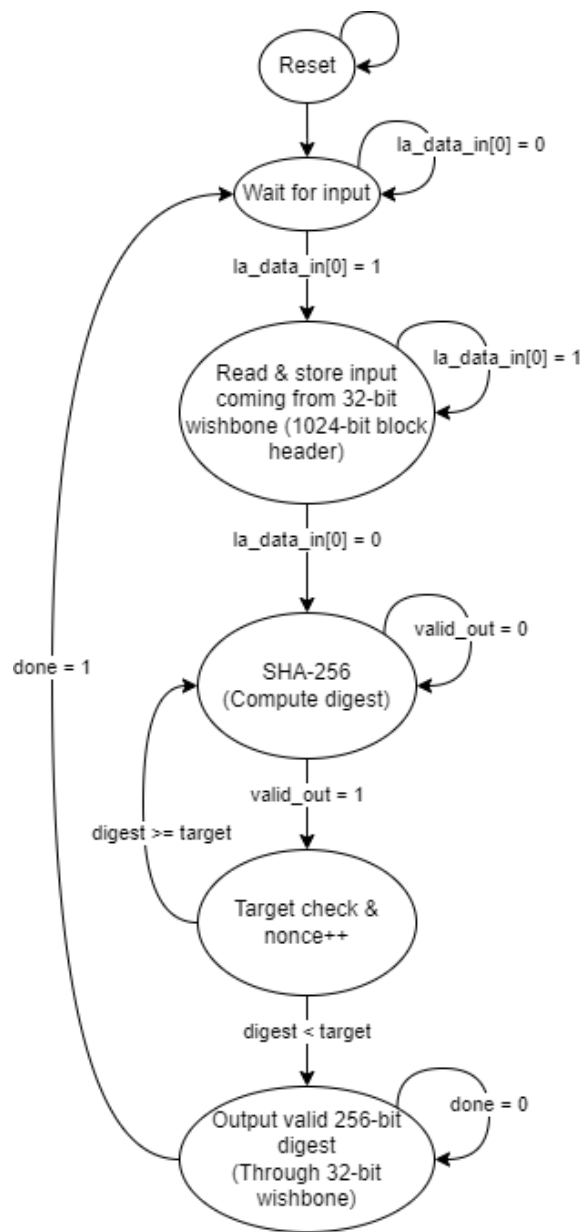 Reset
la_data_in[0] = 0
Wait for input
la_data_in[0] = 1
Read & store input
coming from 32-bit
wishbone (1024-bit block
header)
la_data_in[0] = 1
la_data_in[0] = 0
valid_out = 0
SHA-256
(Compute digest)
done = 1
valid_out = 1
digest >= target
Target check &
nonce++
digest < target
done = 0
Output valid 256-bit
digest
(Through 32-bit
wishbone)